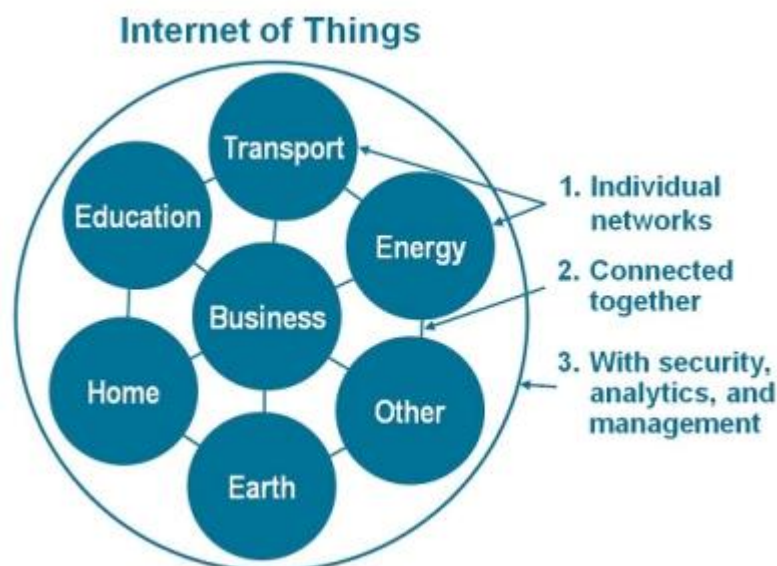 Internet of Things
Transport
Education
Energy
Business
Home
Other
Earth
1. Individual
networks
2. Connected
together
3. With security,
analytics, and
management